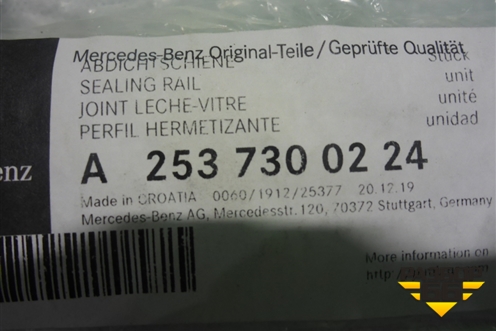 Mercedes-Benz Original-Teile/Geprüfte Qualität
ABDICHTSCHIENE Stück
SEALING RAIL unit
JOINT LECHE-VITRE unité
PERFIL HERMETIZANTE unidad
enz
A 253 730 02 24
Made in CROATIA 0060/1912/25377 20.12.19
Mercedes-Benz AG, Mercedesstr. 120, 70372 Stuttgart, Germany
More information on